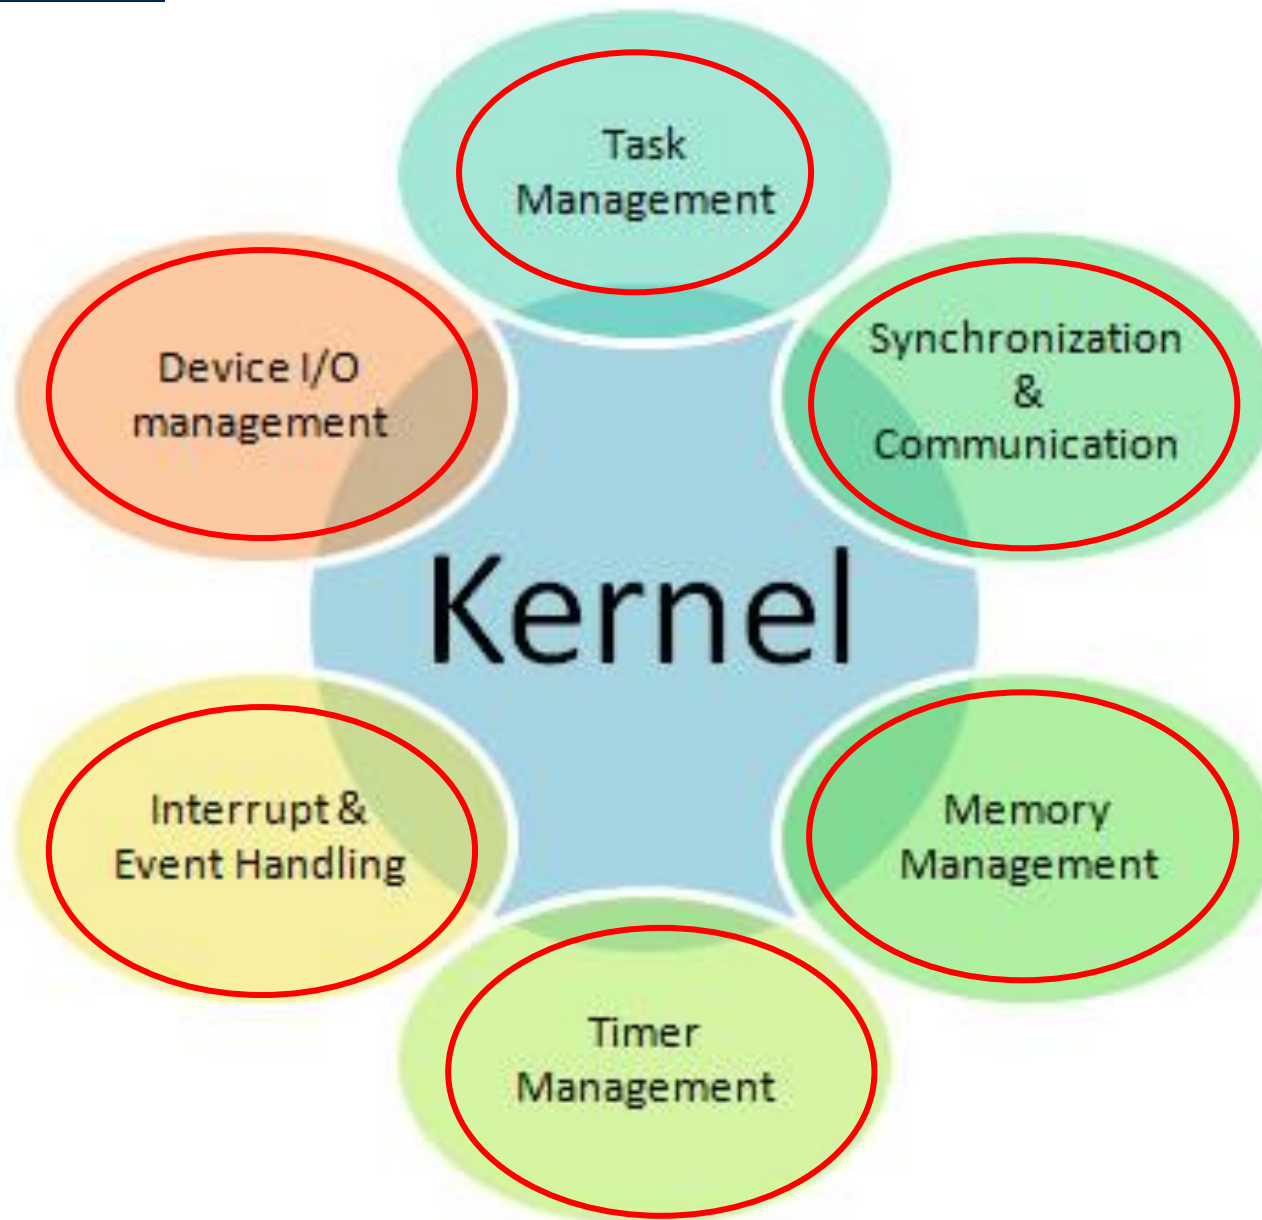 Task
Management
Synchronization
&
Communication
Device I/O
management
Kernel
Interrupt &
Event Handling
Memory
Management
Timer
Management